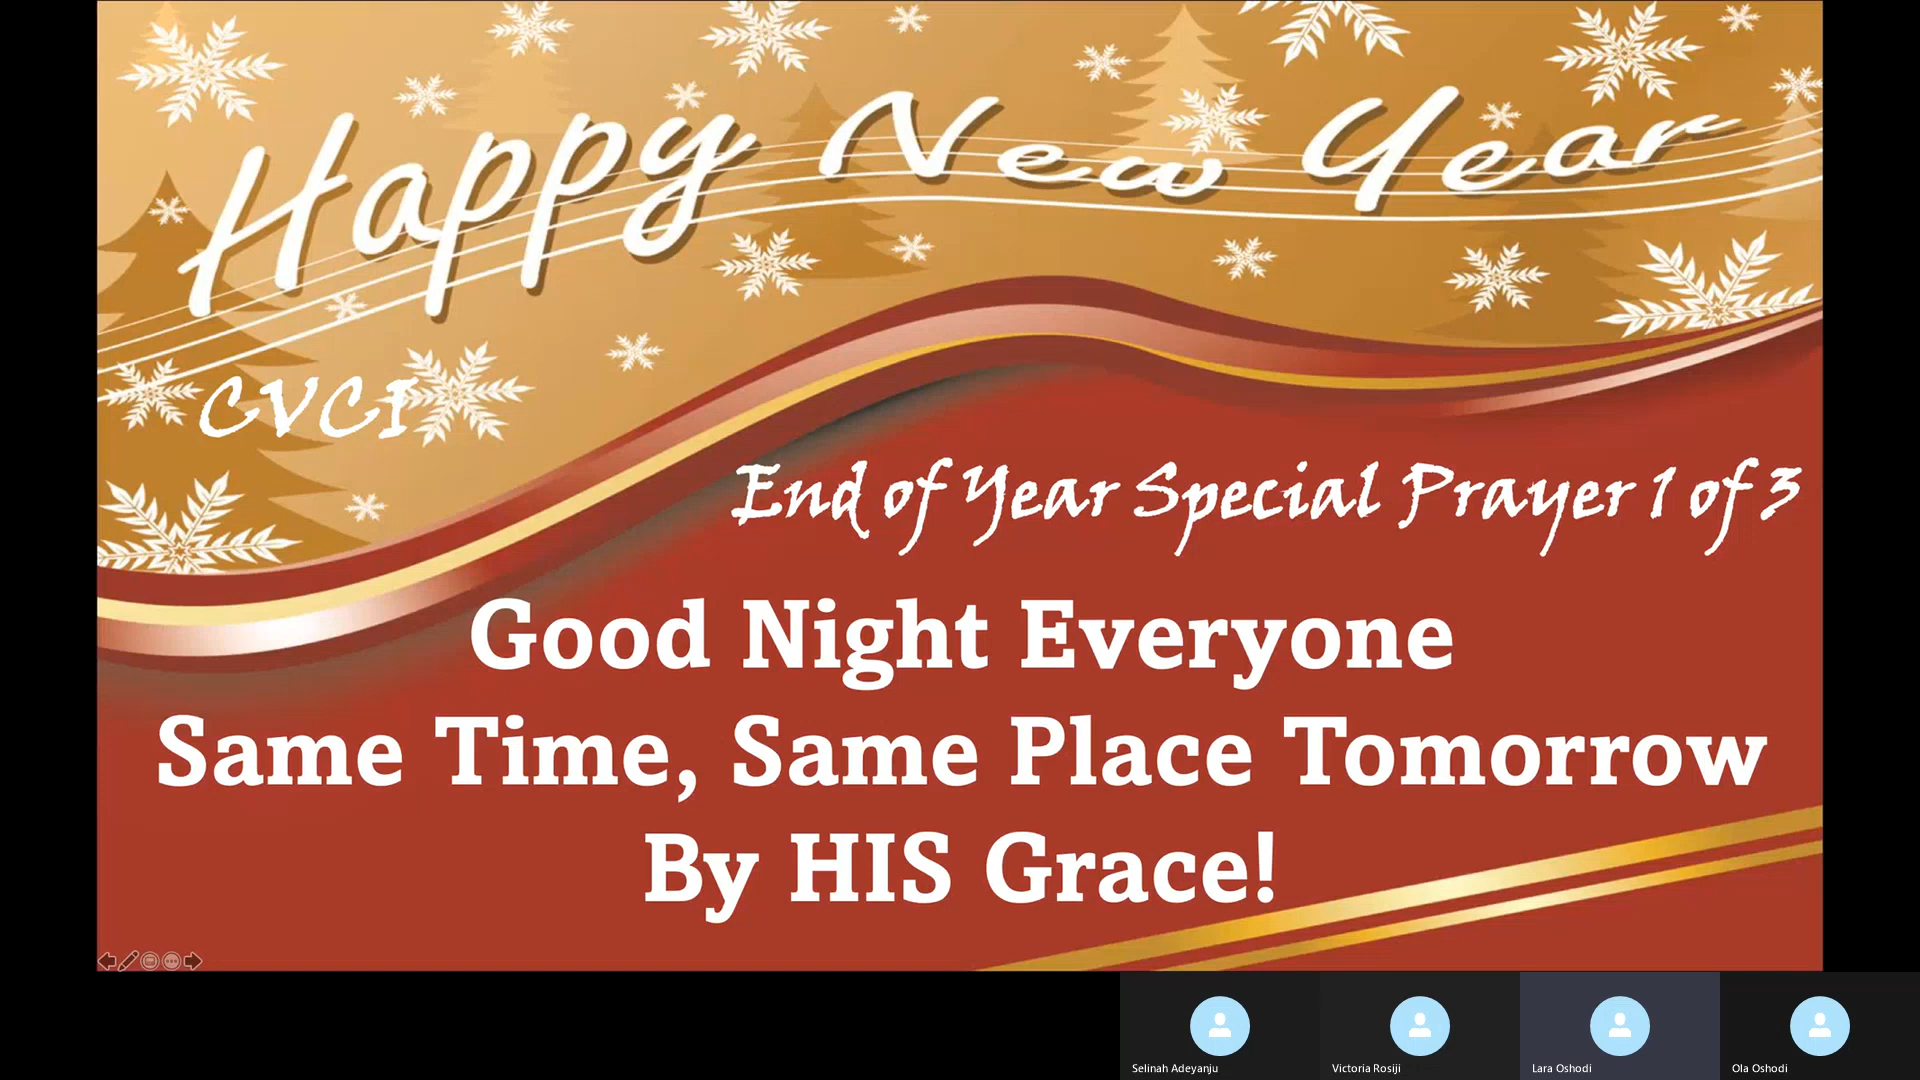 Happy New Year
CVCI
End of Year Special Prayer 1 of 3
Good Night Everyone
Same Time, Same Place Tomorrow
By HIS Grace!
Selinah Adeyanju
Victoria Rosiji
Lara Oshodi
Ola Oshodi